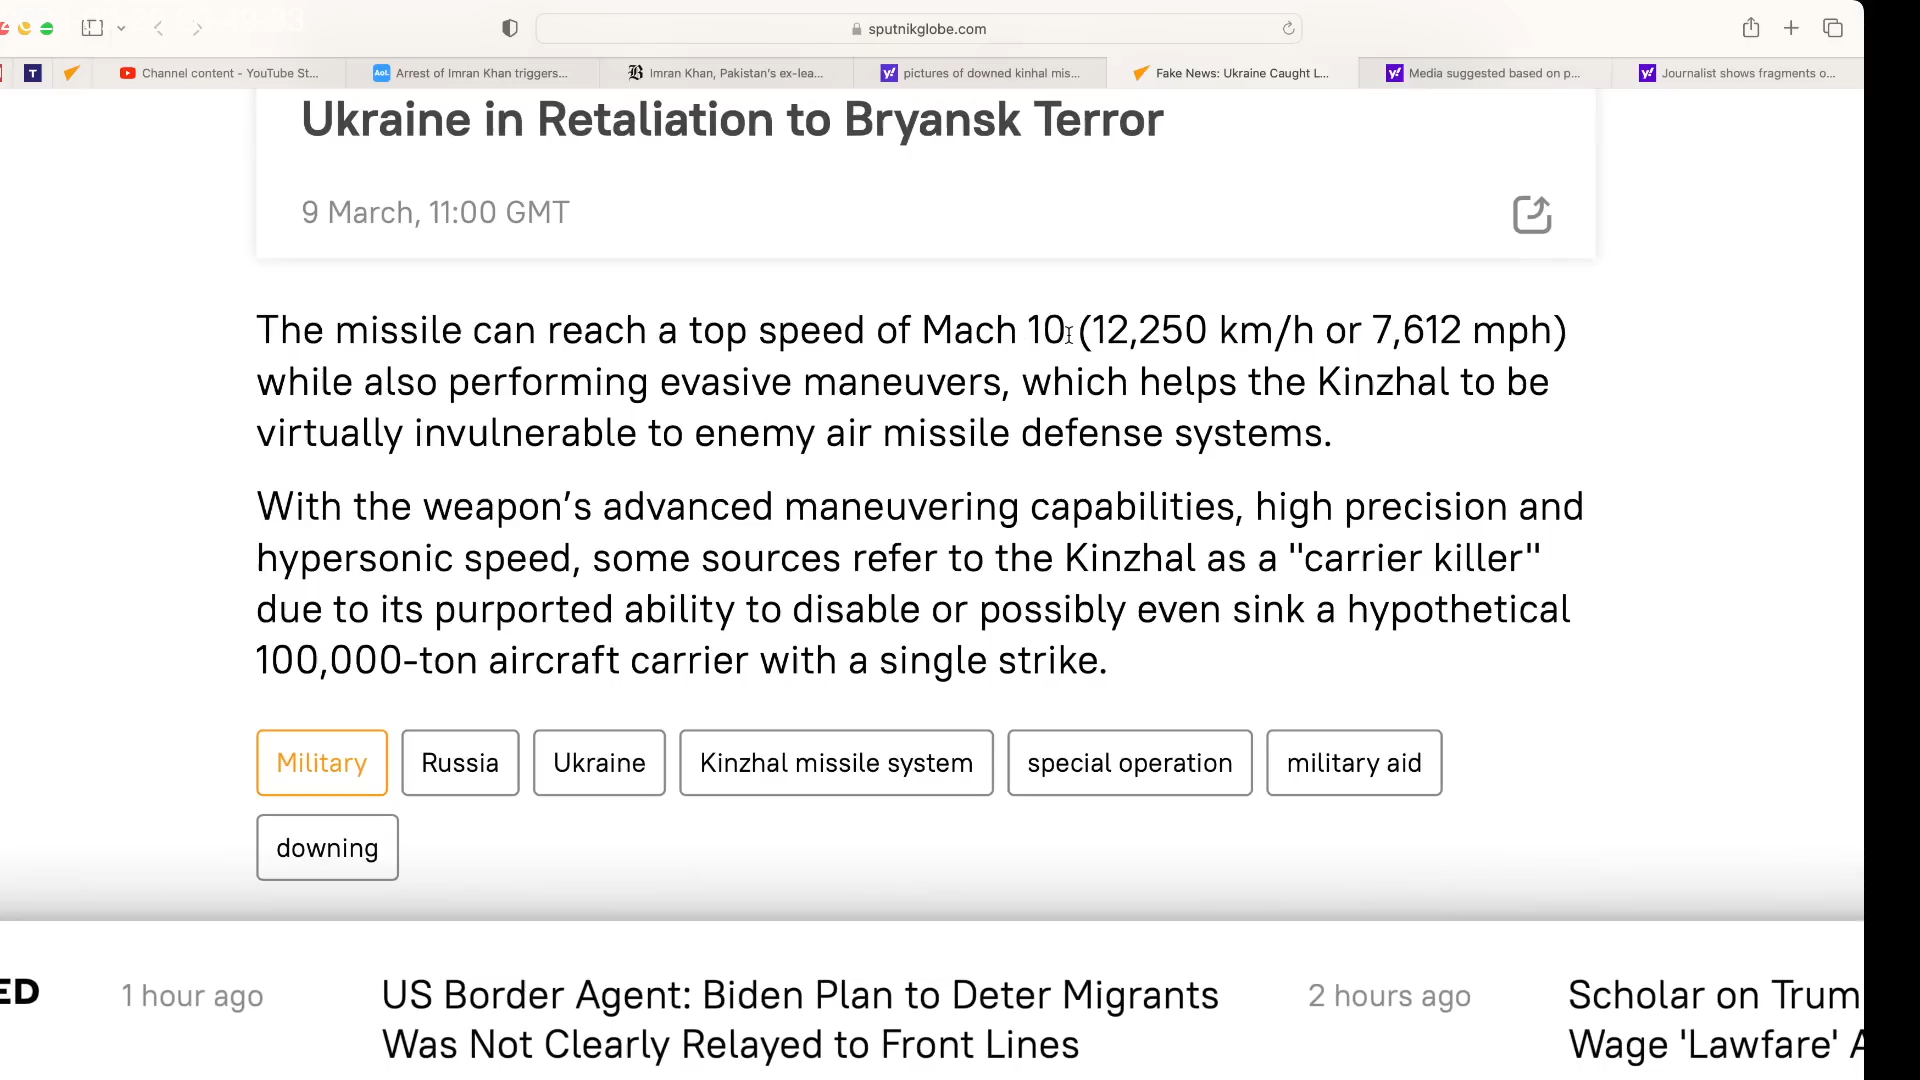 sputnikglobe.com
T
Channel content - YouTube St...
Aol.
Arrest of Imran Khan triggers...
B
Imran Khan, Pakistan's ex-lea...
y!
pictures of downed kinhal mis...
Fake News: Ukraine Caught L...
y!
Media suggested based on p...
y!
Journalist shows fragments o...
Ukraine in Retaliation to Bryansk Terror
9 March, 11:00 GMT
The missile can reach a top speed of Mach 10 (12,250 km/h or 7,612 mph)
while also performing evasive maneuvers, which helps the Kinzhal to be
virtually invulnerable to enemy air missile defense systems.
With the weapon’s advanced maneuvering capabilities, high precision and
hypersonic speed, some sources refer to the Kinzhal as a "carrier killer"
due to its purported ability to disable or possibly even sink a hypothetical
100,000-ton aircraft carrier with a single strike.
Military
Russia
Ukraine
Kinzhal missile system
special operation
military aid
downing
ED
1 hour ago
US Border Agent: Biden Plan to Deter Migrants
Was Not Clearly Relayed to Front Lines
2 hours ago
Scholar on Trum
Wage 'Lawfare' A